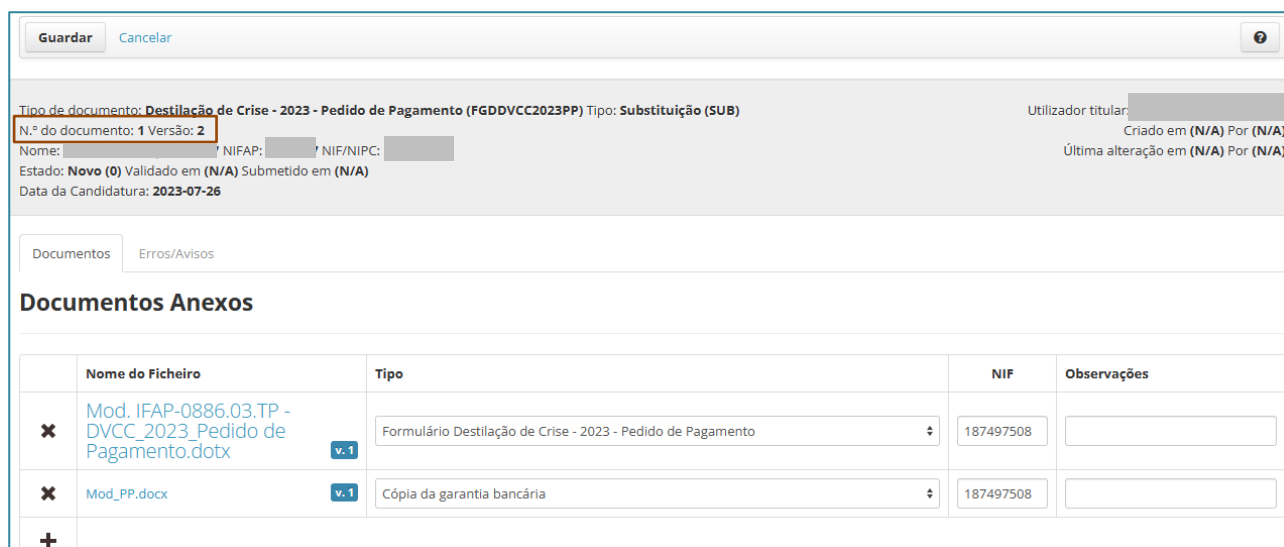 Guardar Cancelar
Tipo de documento: Destilação de Crise - 2023 - Pedido de Pagamento (FGDDVCC2023PP) Tipo: Substituição (SUB)
Utilizador titular:
N.º do documento: 1 Versão: 2
Criado em (N/A) Por (N/A)
Nome: / NIFAP: / NIF/NIPC:
Última alteração em (N/A) Por (N/A)
Estado: Novo (0) Validado em (N/A) Submetido em (N/A)
Data da Candidatura: 2023-07-26
Documentos Erros/Avisos
Documentos Anexos
Nome do Ficheiro Tipo NIF Observações
Mod. IFAP-0886.03.TP -
DVCC_2023_Pedido de
Pagamento.dotx v. 1 Formulário Destilação de Crise - 2023 - Pedido de Pagamento 187497508
Mod_PP.docx v. 1 Cópia da garantia bancária 187497508